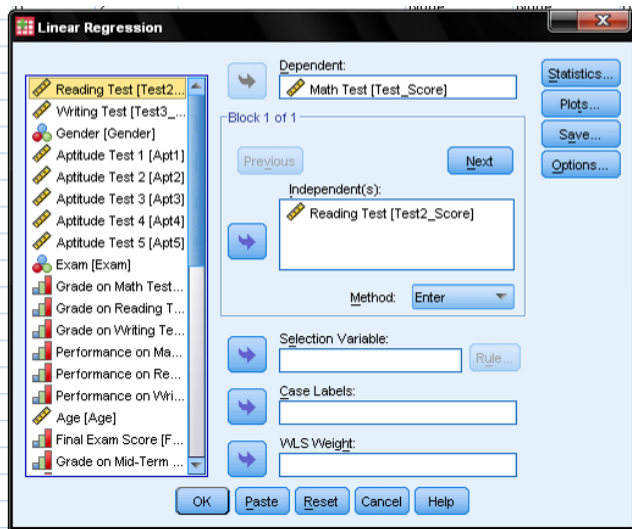 Linear Regression
Reading Test [Test2...
Writing Test [Test3_...
Gender [Gender]
Aptitude Test 1 [Apt1]
Aptitude Test 2 [Apt2]
Aptitude Test 3 [Apt3]
Aptitude Test 4 [Apt4]
Aptitude Test 5 [Apt5]
Exam [Exam]
Grade on Math Test...
Grade on Reading T...
Grade on Writing Te...
Performance on Ma...
Performance on Re...
Performance on Wri...
Age [Age]
Final Exam Score [F...
Grade on Mid-Term ...
Dependent:
Math Test [Test_Score]
Block 1 of 1
Previous
Next
Independent(s):
Reading Test [Test2_Score]
Method:
Enter
Selection Variable:
Rule...
Case Labels:
WLS Weight:
Statistics...
Plots...
Save...
Options...
OK
Paste
Reset
Cancel
Help